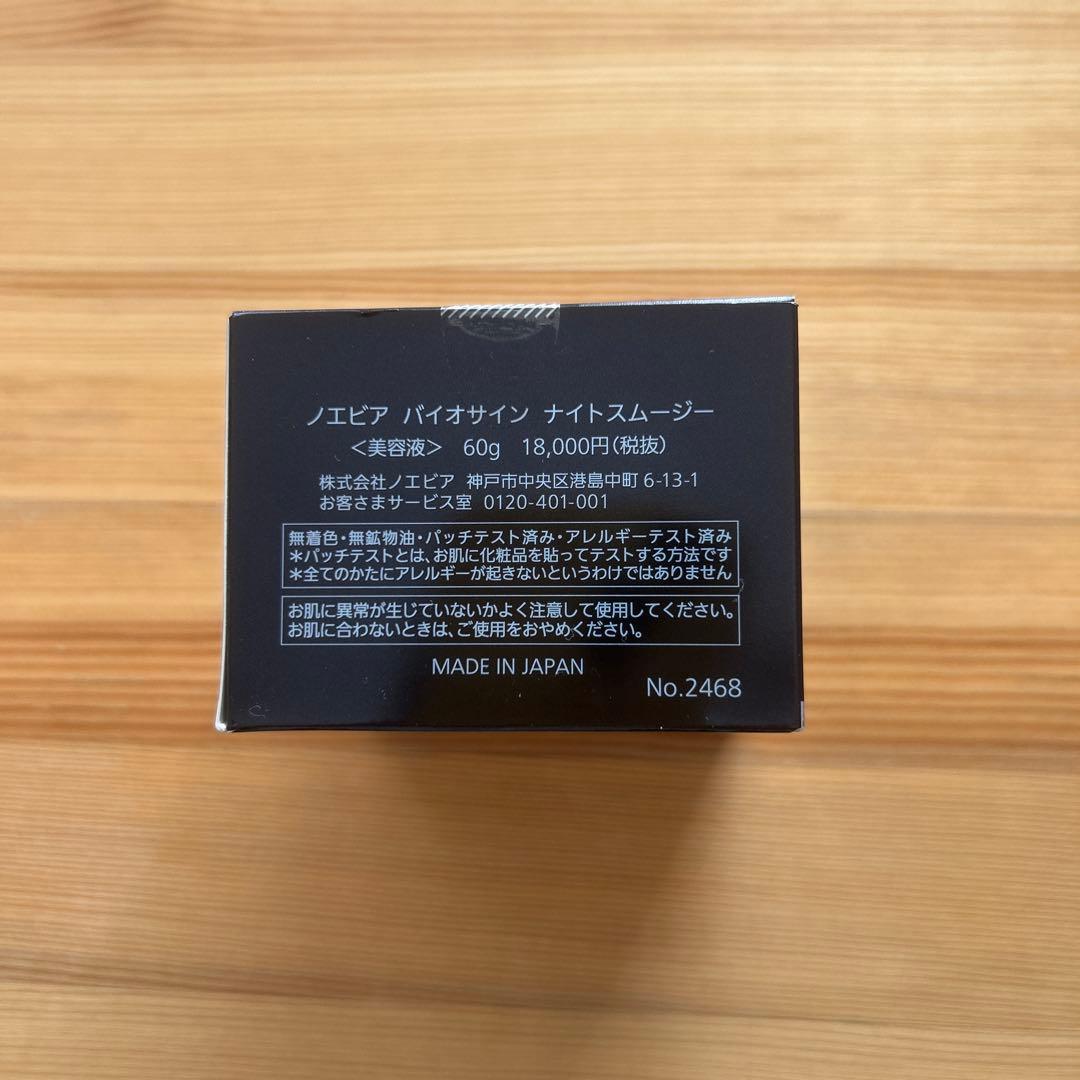 ノエビア バイオサイン ナイトスムージー
＜美容液＞ 60g 18,000円(税抜)
株式会社ノエビア 神戸市中央区港島中町 6-13-1
お客さまサービス室 0120-401-001
無着色・無鉱物油・パッチテスト済み・アレルギーテスト済み
＊パッチテストとは、お肌に化粧品を貼ってテストする方法です
＊全てのかたにアレルギーが起きないというわけではありません
お肌に異常が生じていないかよく注意して使用してください。
お肌に合わないときは、ご使用をおやめください。
MADE IN JAPAN
No.2468